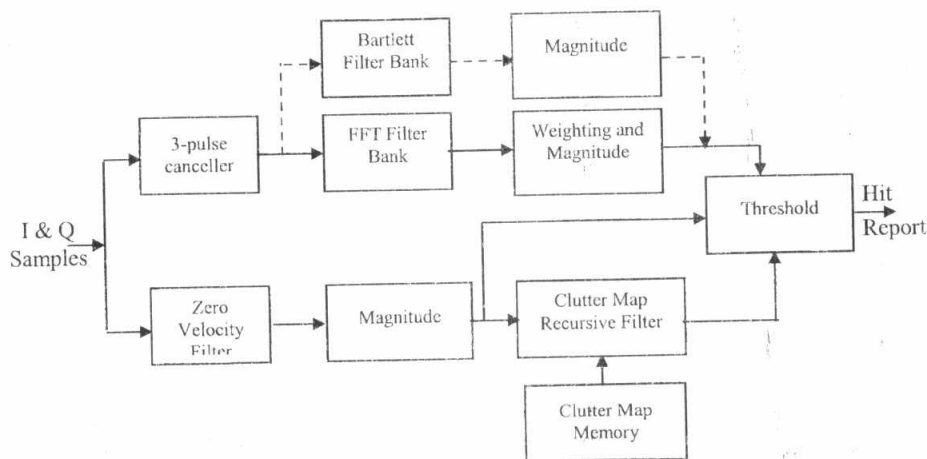 Bartlett
Filter Bank
Magnitude
3-pulse
canceller
FFT Filter
Bank
Weighting and
Magnitude
I & Q
Samples
Threshold
Hit
Report
Zero
Velocity
Filter
Magnitude
Clutter Map
Recursive Filter
Clutter Map
Memory